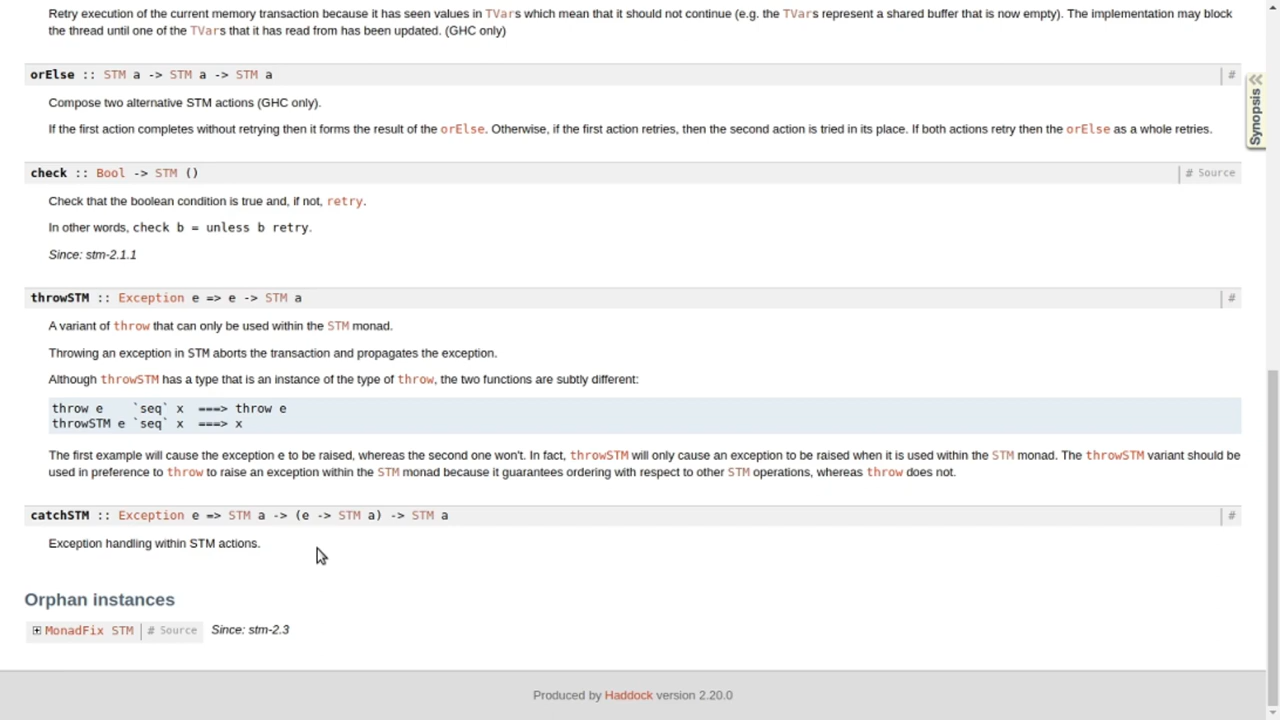 Retry execution of the current memory transaction because it has seen values in TVars which mean that it should not continue (e.g. the TVars represent a shared buffer that is now empty). The implementation may block
the thread until one of the TVars that it has read from has been updated. (GHC only)
orElse :: STM a -> STM a -> STM a #
Compose two alternative STM actions (GHC only).
If the first action completes without retrying then it forms the result of the orElse. Otherwise, if the first action retries, then the second action is tried in its place. If both actions retry then the orElse as a whole retries.
Synopsis
check :: Bool -> STM () # Source
Check that the boolean condition is true and, if not, retry.
In other words, check b = unless b retry.
Since: stm-2.1.1
throwSTM :: Exception e => e -> STM a #
A variant of throw that can only be used within the STM monad.
Throwing an exception in STM aborts the transaction and propagates the exception.
Although throwSTM has a type that is an instance of the type of throw, the two functions are subtly different:
throw e    `seq` x  ===> throw e
throwSTM e `seq` x  ===> x
The first example will cause the exception e to be raised, whereas the second one won't. In fact, throwSTM will only cause an exception to be raised when it is used within the STM monad. The throwSTM variant should be
used in preference to throw to raise an exception within the STM monad because it guarantees ordering with respect to other STM operations, whereas throw does not.
catchSTM :: Exception e => STM a -> (e -> STM a) -> STM a #
Exception handling within STM actions.
Orphan instances
MonadFix STM # Source Since: stm-2.3
Produced by Haddock version 2.20.0